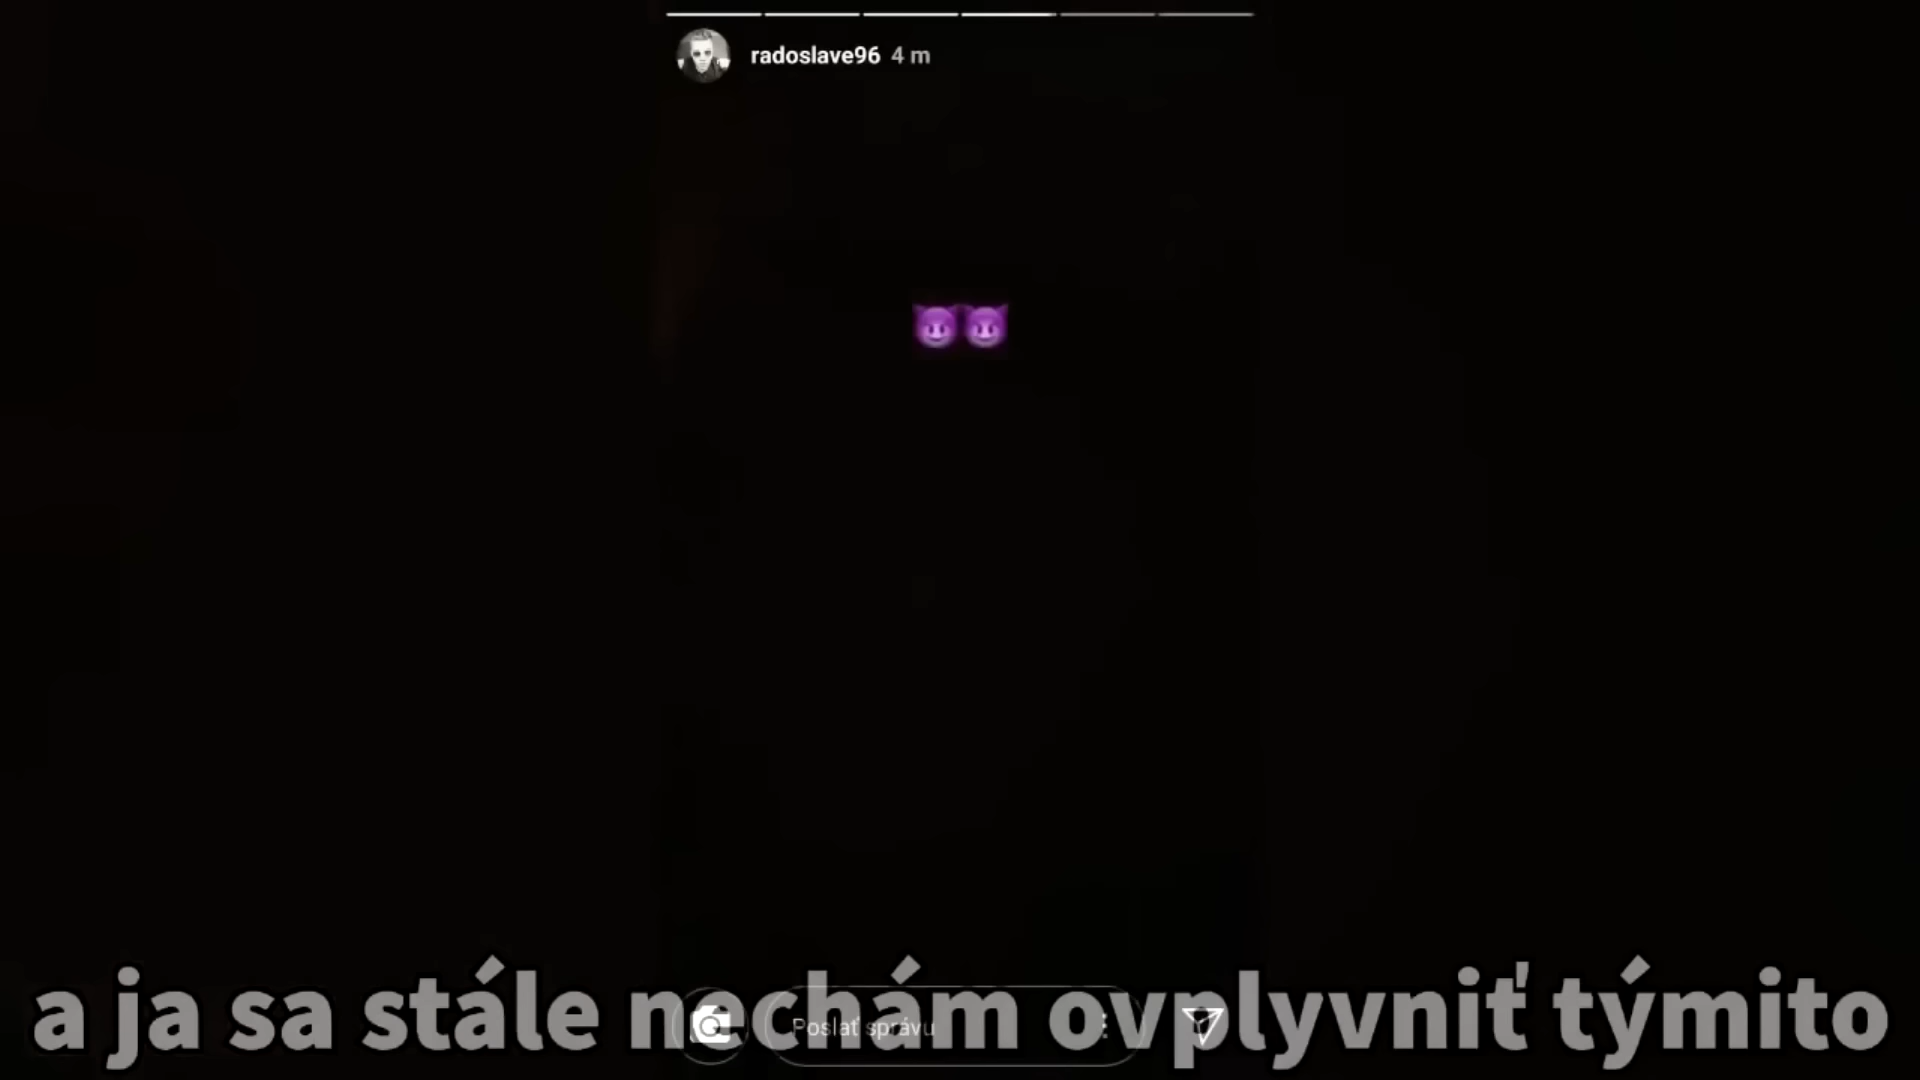 radoslave96 4 m
😈😈
Poslať správu
a ja sa stále nechám ovplyvniť týmito